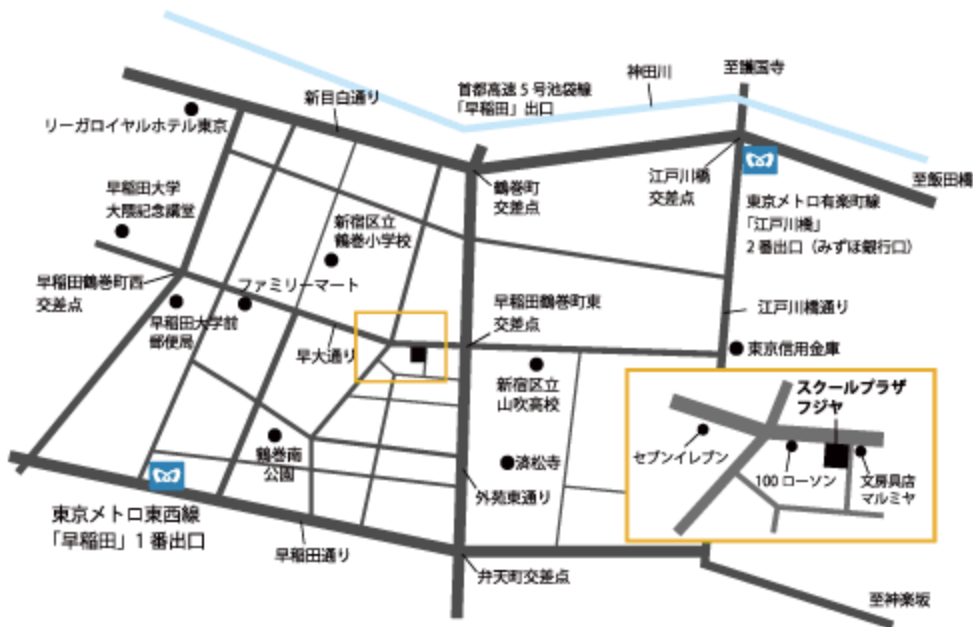 至護国寺
神田川
首都高速5号池袋線
「早稲田」出口
新目白通り
リーガロイヤルホテル東京
鶴巻町
交差点
江戸川橋
交差点
至飯田橋
東京メトロ有楽町線
「江戸川橋」
2番出口(みずほ銀行口)
早稲田大学
大隈記念講堂
新宿区立
鶴巻小学校
早稲田鶴巻町西
交差点
ファミリーマート
早稲田大学前
郵便局
早大通り
早稲田鶴巻町東
交差点
江戸川橋通り
東京信用金庫
新宿区立
山吹高校
スクールプラザ
フジヤ
セブンイレブン
100ローソン
文房具店
マルミヤ
鶴巻南
公園
済松寺
外苑東通り
東京メトロ東西線
「早稲田」1番出口
早稲田通り
弁天町交差点
至神楽坂